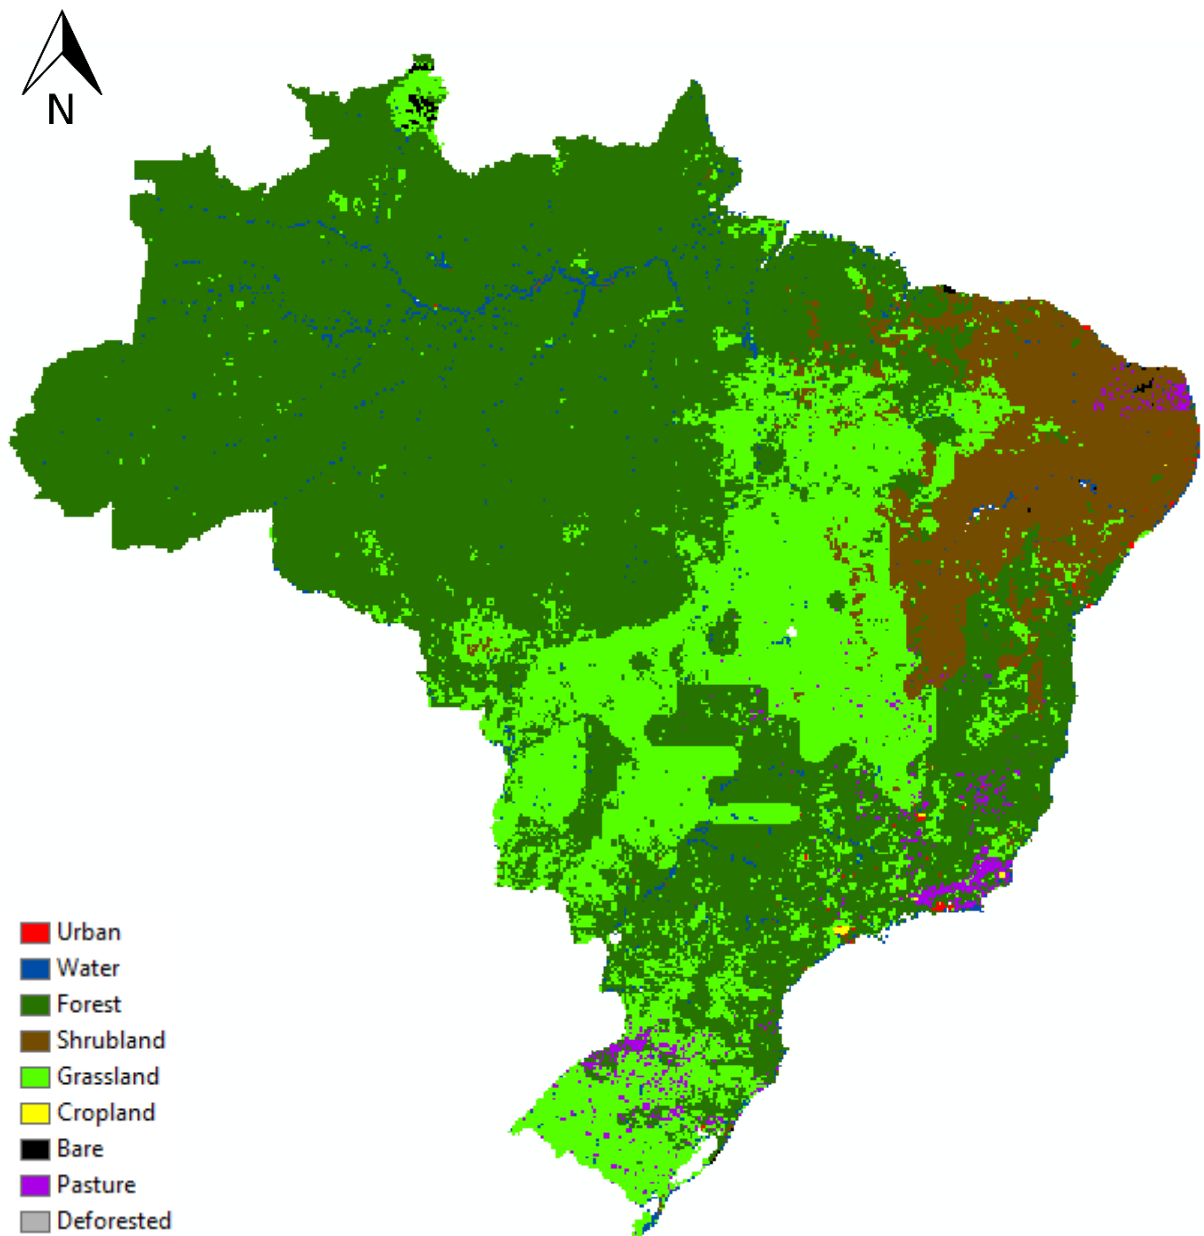 N
Urban
Water
Forest
Shrubland
Grassland
Cropland
Bare
Pasture
Deforested